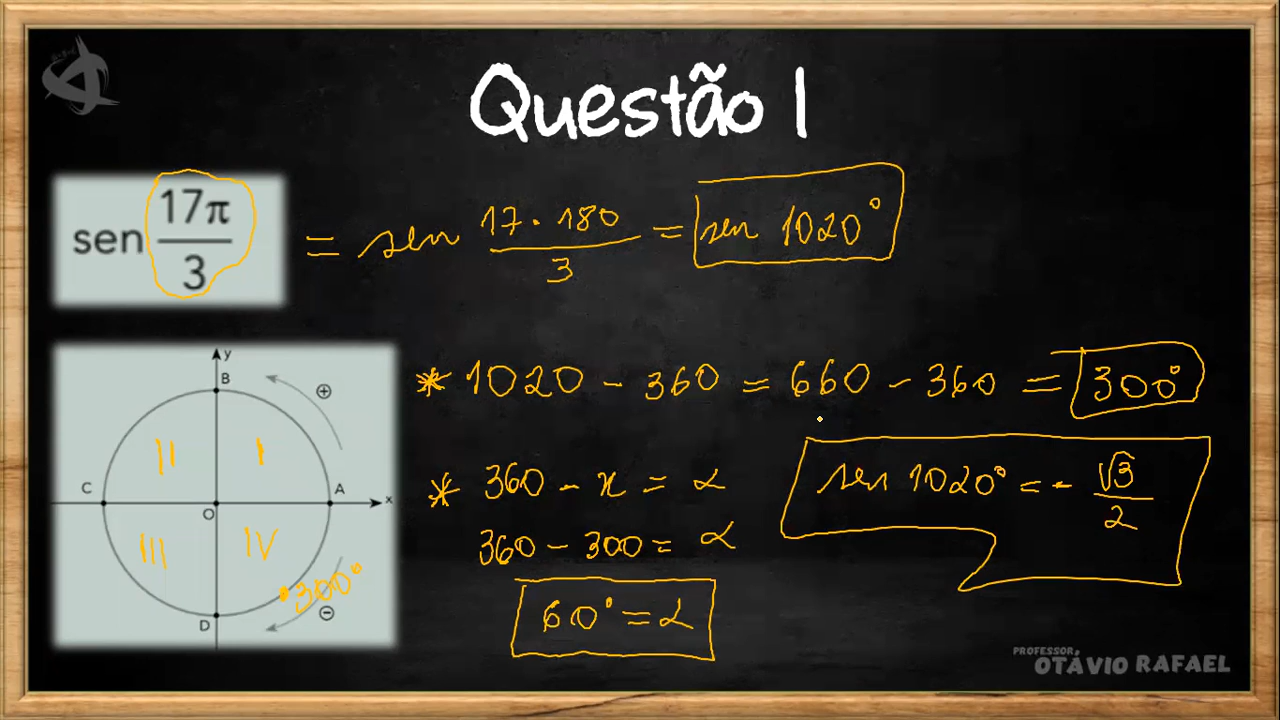 Questão 1
sen 17π/3 = sen 17 · 180/3 = sen 1020°
* 1020 - 360 = 660 - 360 = 300°
* 360 - x = α
360 - 300 = α
60° = α
sen 1020° = - √3/2
y
B
+
II
I
C
A
x
O
III
IV
300°
-
D
PROFESSOR
OTÁVIO RAFAEL